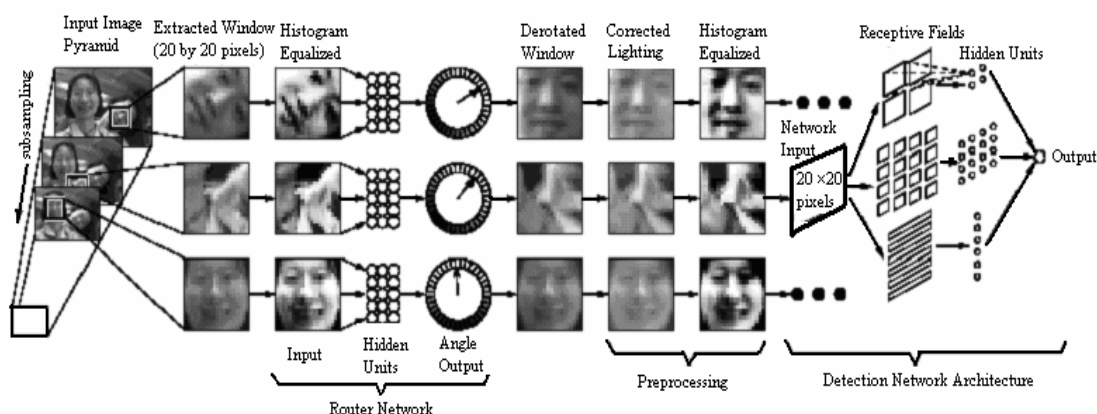 Input Image
Pyramid
Extracted Window
(20 by 20 pixels)
Histogram
Equalized
Derotated
Window
Corrected
Lighting
Histogram
Equalized
Receptive Fields
Hidden Units
subsampling
Network
Input
20 ×20
pixels
Output
Input
Hidden
Units
Angle
Output
Router Network
Preprocessing
Detection Network Architecture